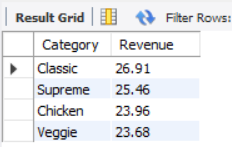 Result Grid Filter Rows:
Category Revenue
Classic 26.91
Supreme 25.46
Chicken 23.96
Veggie 23.68